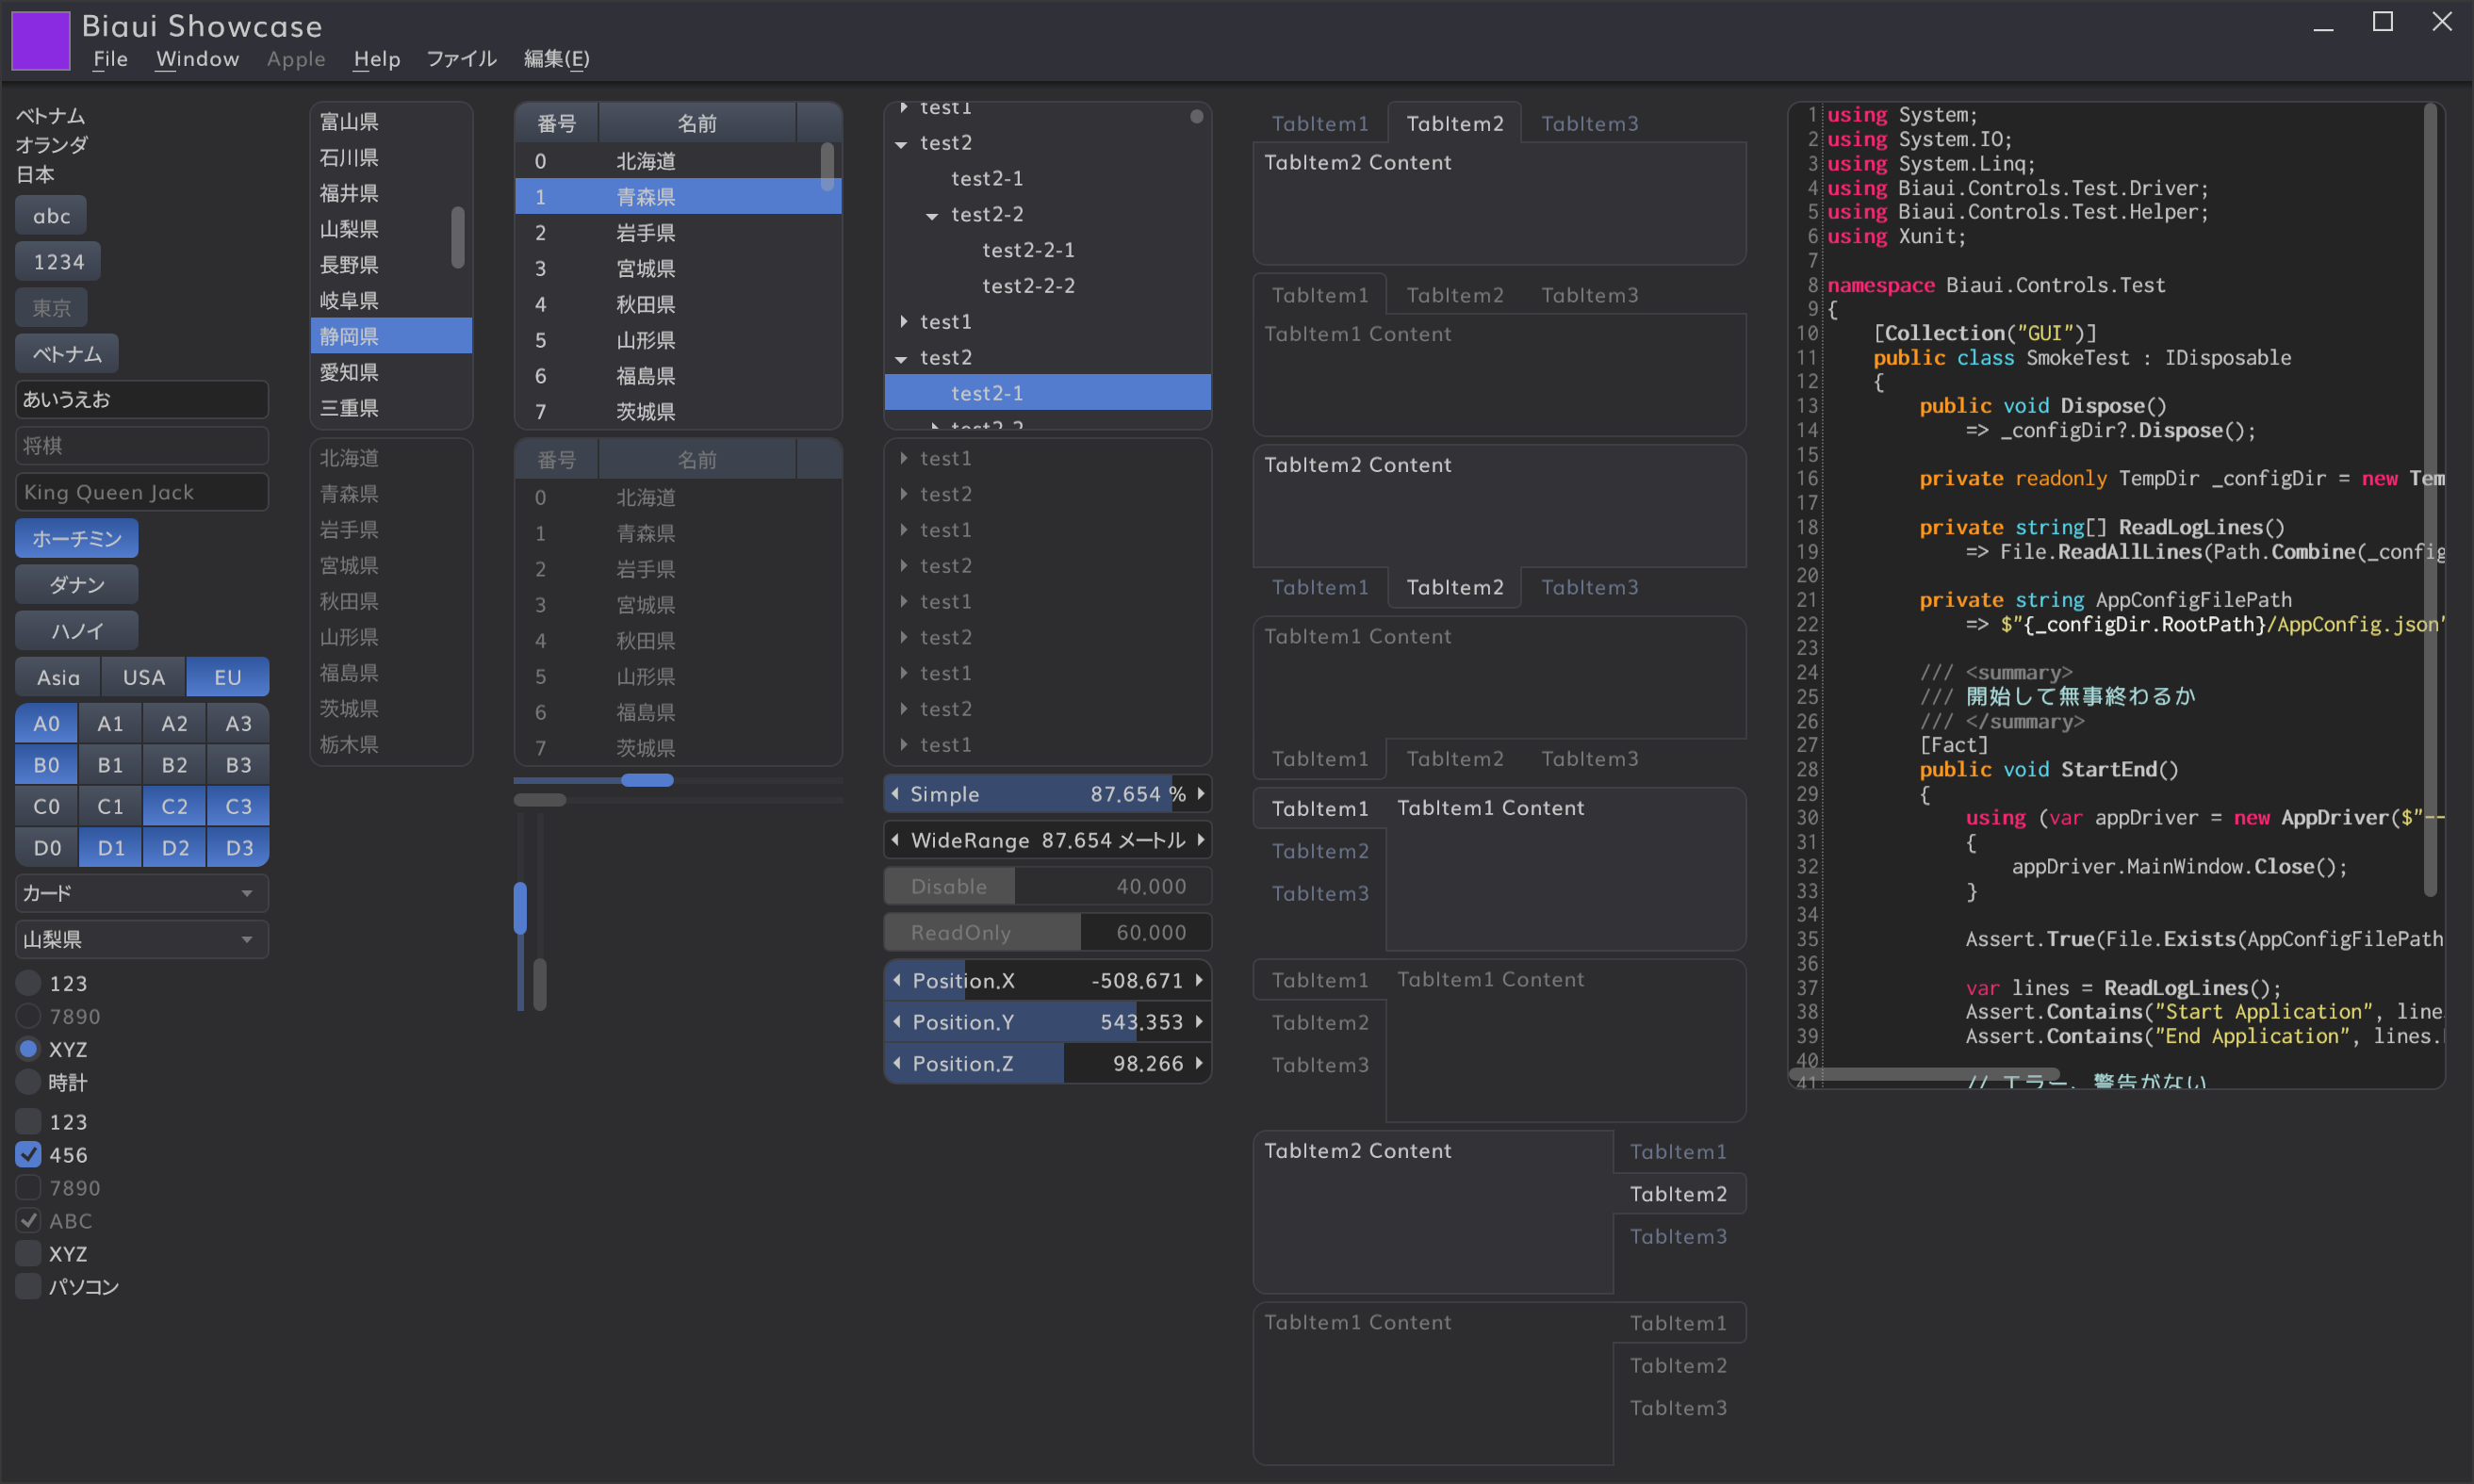 Biaui Showcase
File Window Apple Help ファイル 編集(E)
ベトナム
オランダ
日本
abc
1234
東京
ベトナム
あいうえお
将棋
King Queen Jack
ホーチミン
ダナン
ハノイ
Asia USA EU
A0 A1 A2 A3
B0 B1 B2 B3
C0 C1 C2 C3
D0 D1 D2 D3
カード
山梨県
123
7890
XYZ
時計
123
456
7890
ABC
XYZ
パソコン
富山県
石川県
福井県
山梨県
長野県
岐阜県
静岡県
愛知県
三重県
北海道
青森県
岩手県
宮城県
秋田県
山形県
福島県
茨城県
栃木県
番号 名前
0 北海道
1 青森県
2 岩手県
3 宮城県
4 秋田県
5 山形県
6 福島県
7 茨城県
番号 名前
0 北海道
1 青森県
2 岩手県
3 宮城県
4 秋田県
5 山形県
6 福島県
7 茨城県
test1
test2
test2-1
test2-2
test2-2-1
test2-2-2
test1
test2
test2-1
test2-2
test1
test2
test1
test2
test1
test2
test1
test2
test1
Simple 87.654 %
WideRange 87.654 メートル
Disable 40.000
ReadOnly 60.000
Position.X -508.671
Position.Y 543.353
Position.Z 98.266
TabItem1 TabItem2 TabItem3
TabItem2 Content
TabItem1 TabItem2 TabItem3
TabItem1 Content
TabItem2 Content
TabItem1 TabItem2 TabItem3
TabItem1 Content
TabItem1 TabItem2 TabItem3
TabItem1 TabItem1 Content
TabItem2
TabItem3
TabItem1 TabItem1 Content
TabItem2
TabItem3
TabItem2 Content TabItem1
TabItem2
TabItem3
TabItem1 Content TabItem1
TabItem2
TabItem3
1 using System;
2 using System.IO;
3 using System.Linq;
4 using Biaui.Controls.Test.Driver;
5 using Biaui.Controls.Test.Helper;
6 using Xunit;
7
8 namespace Biaui.Controls.Test
9 {
10 [Collection("GUI")]
11 public class SmokeTest : IDisposable
12 {
13 public void Dispose()
14 => _configDir?.Dispose();
15
16 private readonly TempDir _configDir = new Tem
17
18 private string[] ReadLogLines()
19 => File.ReadAllLines(Path.Combine(_config
20
21 private string AppConfigFilePath
22 => $"{_configDir.RootPath}/AppConfig.json"
23
24 /// <summary>
25 /// 開始して無事終わるか
26 /// </summary>
27 [Fact]
28 public void StartEnd()
29 {
30 using (var appDriver = new AppDriver($"--
31 {
32 appDriver.MainWindow.Close();
33 }
34
35 Assert.True(File.Exists(AppConfigFilePath
36
37 var lines = ReadLogLines();
38 Assert.Contains("Start Application", line
39 Assert.Contains("End Application", lines.
40
41 // エラー、警告がない